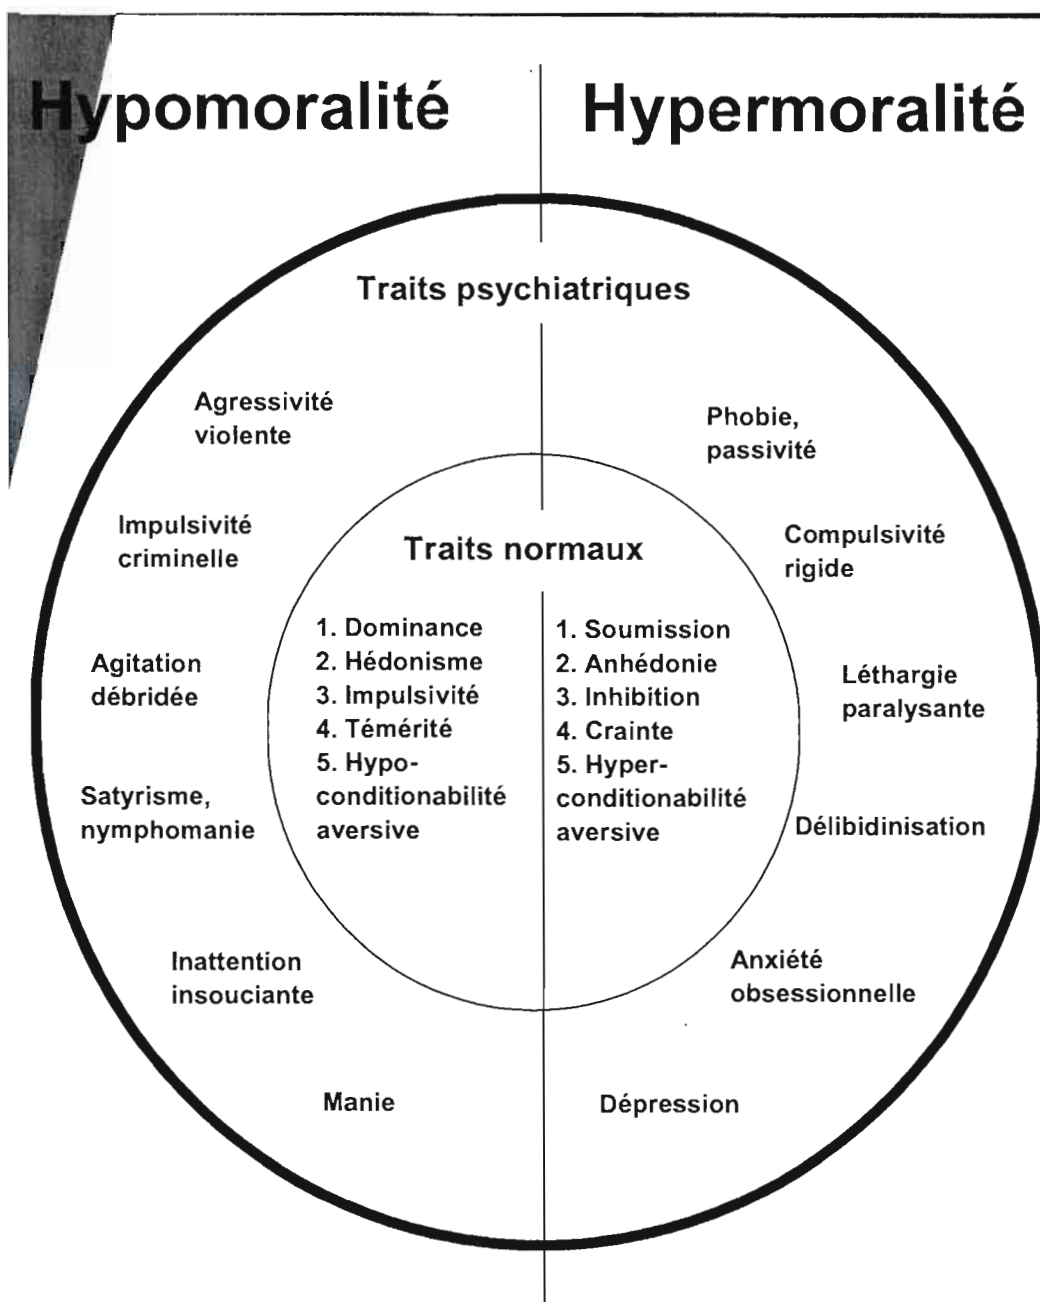 Hypomoralité
Hypermoralité
Traits psychiatriques
Agressivité
violente
Impulsivité
criminelle
Agitation
débridée
Satyrisme,
nymphomanie
Inattention
insouciante
Manie
Traits normaux
1. Dominance
2. Hédonisme
3. Impulsivité
4. Témérité
5. Hypo-
conditionabilité
aversive
1. Soumission
2. Anhédonie
3. Inhibition
4. Crainte
5. Hyper-
conditionabilité
aversive
Phobie,
passivité
Compulsivité
rigide
Léthargie
paralysante
Délibidinisation
Anxiété
obsessionnelle
Dépression